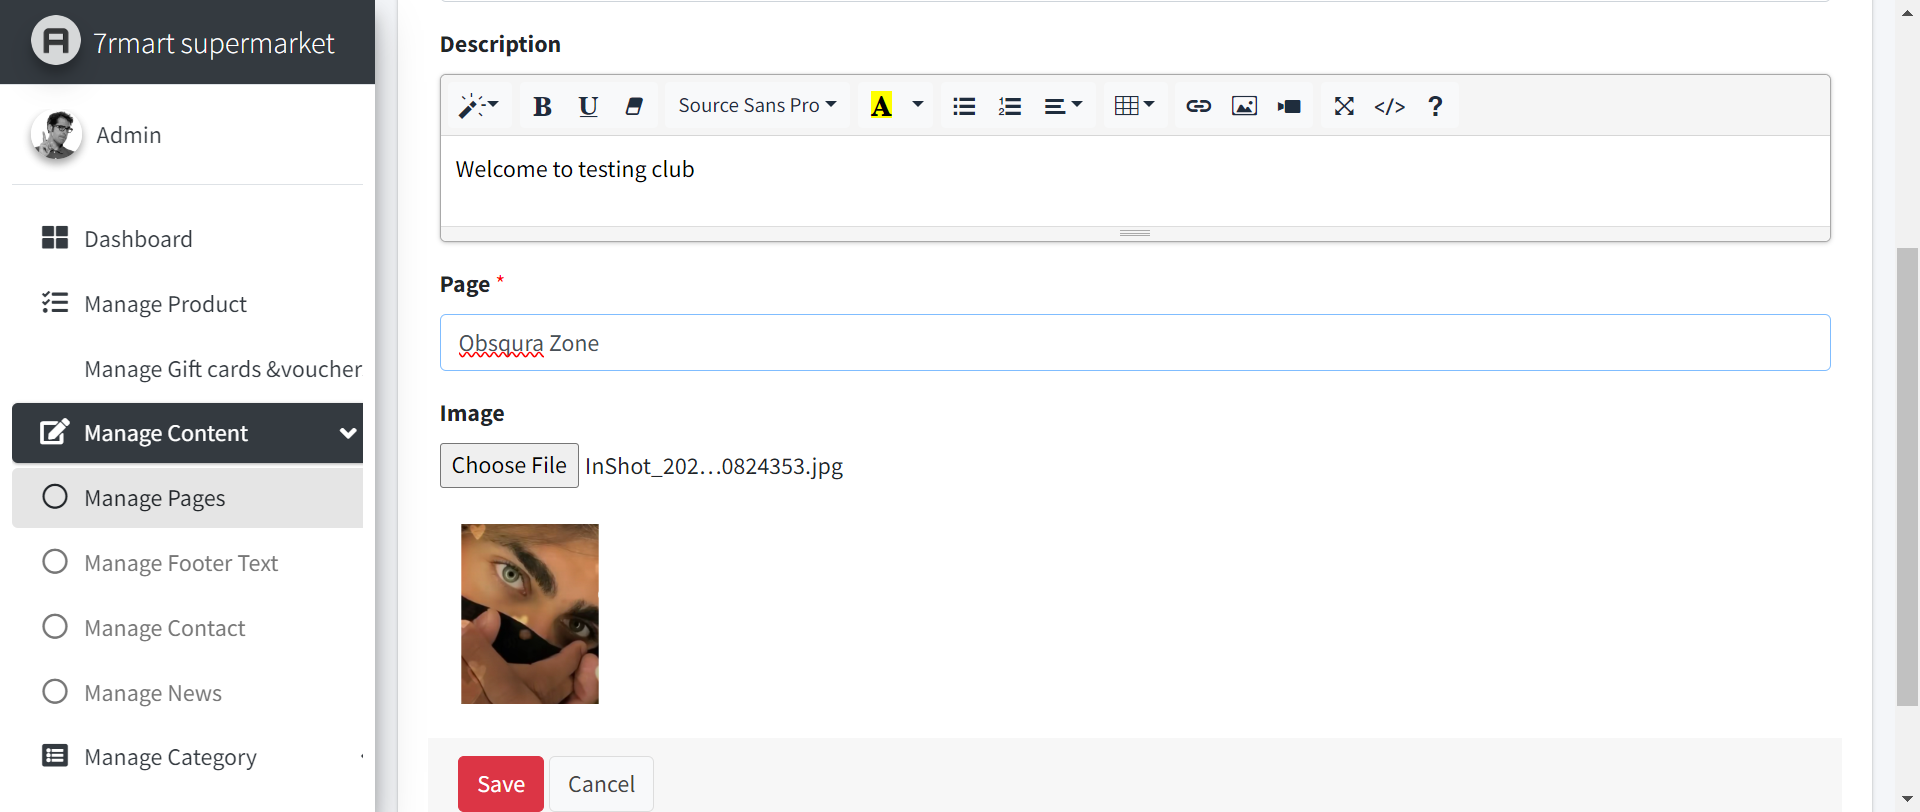 7rmart supermarket
Admin
Dashboard
Manage Product
Manage Gift cards &voucher
Manage Content
Manage Pages
Manage Footer Text
Manage Contact
Manage News
Manage Category
Description
B U Source Sans Pro A </> ?
Welcome to testing club
Page *
Obsqura Zone
Image
Choose File InShot_202...0824353.jpg
Save Cancel